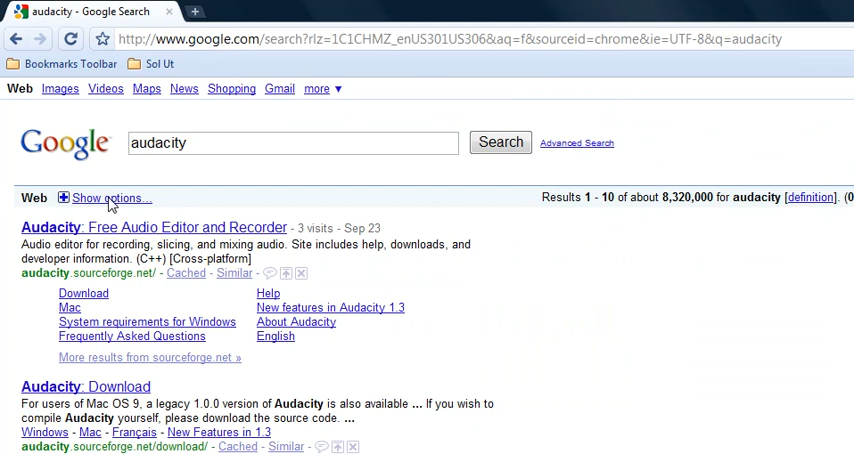 audacity - Google Search
http://www.google.com/search?rlz=1C1CHMZ_enUS301US306&aq=f&sourceid=chrome&ie=UTF-8&q=audacity
Bookmarks Toolbar Sol Ut
Web Images Videos Maps News Shopping Gmail more ▼
Google audacity Search Advanced Search
Web Show options... Results 1 - 10 of about 8,320,000 for audacity [definition]. (0
Audacity: Free Audio Editor and Recorder - 3 visits - Sep 23
Audio editor for recording, slicing, and mixing audio. Site includes help, downloads, and
developer information. (C++) [Cross-platform]
audacity.sourceforge.net/ - Cached - Similar -
Download Help
Mac New features in Audacity 1.3
System requirements for Windows About Audacity
Frequently Asked Questions English
More results from sourceforge.net »
Audacity: Download
For users of Mac OS 9, a legacy 1.0.0 version of Audacity is also available ... If you wish to
compile Audacity yourself, please download the source code. ...
Windows - Mac - Français - New Features in 1.3
audacity.sourceforge.net/download/ - Cached - Similar -